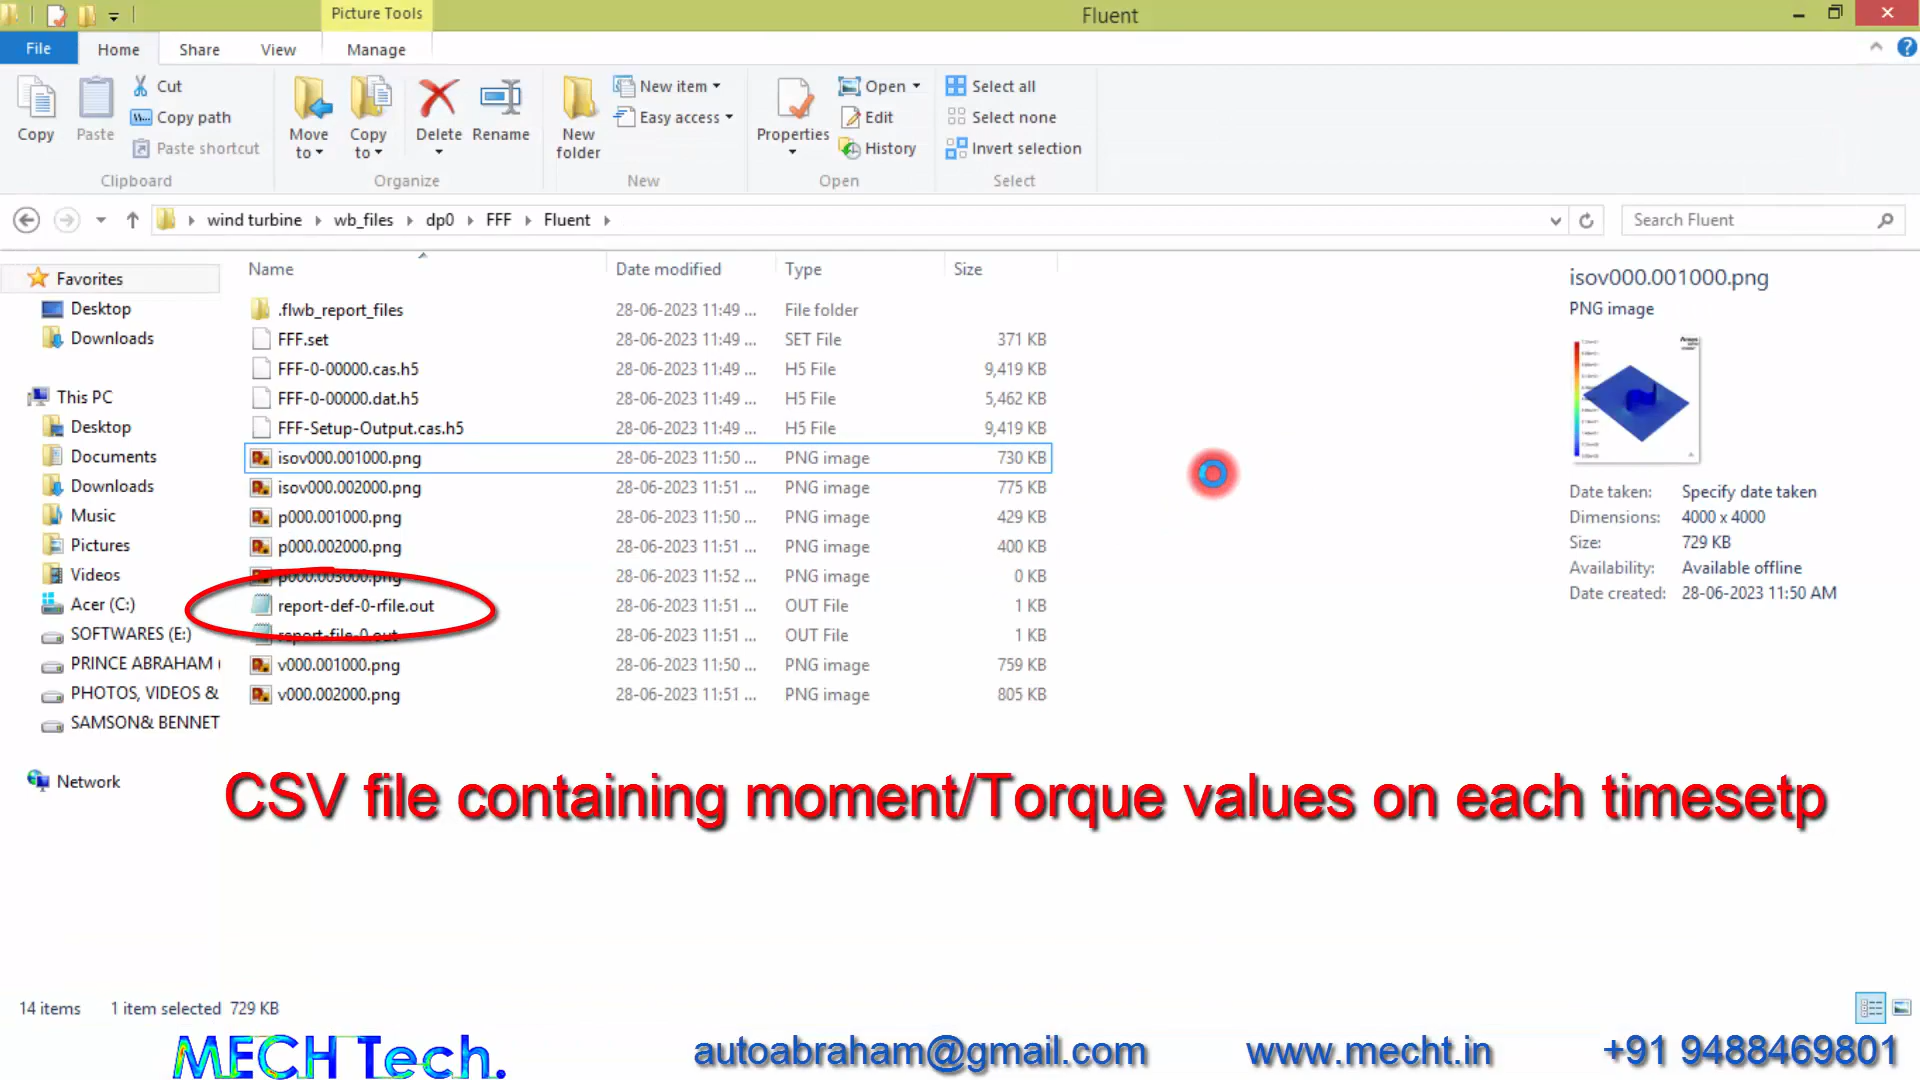 Picture Tools
Fluent
File Home Share View Manage
Copy
Paste
Cut
Copy path
Paste shortcut
Clipboard
Move to
Copy to
Delete
Rename
Organize
New folder
New item
Easy access
New
Properties
Open
Edit
History
Open
Select all
Select none
Invert selection
Select
wind turbine wb_files dp0 FFF Fluent
Search Fluent
Favorites
Desktop
Downloads
This PC
Desktop
Documents
Downloads
Music
Pictures
Videos
Acer (C:)
SOFTWARES (E:)
PRINCE ABRAHAM (
PHOTOS, VIDEOS &
SAMSON& BENNET
Network
Name Date modified Type Size
.flwb_report_files 28-06-2023 11:49 ... File folder
FFF.set 28-06-2023 11:49 ... SET File 371 KB
FFF-0-00000.cas.h5 28-06-2023 11:49 ... H5 File 9,419 KB
FFF-0-00000.dat.h5 28-06-2023 11:49 ... H5 File 5,462 KB
FFF-Setup-Output.cas.h5 28-06-2023 11:49 ... H5 File 9,419 KB
isov000.001000.png 28-06-2023 11:50 ... PNG image 730 KB
isov000.002000.png 28-06-2023 11:51 ... PNG image 775 KB
p000.001000.png 28-06-2023 11:50 ... PNG image 429 KB
p000.002000.png 28-06-2023 11:51 ... PNG image 400 KB
p000.003000.png 28-06-2023 11:52 ... PNG image 0 KB
report-def-0-rfile.out 28-06-2023 11:51 ... OUT File 1 KB
report-file-0.out 28-06-2023 11:51 ... OUT File 1 KB
v000.001000.png 28-06-2023 11:50 ... PNG image 759 KB
v000.002000.png 28-06-2023 11:51 ... PNG image 805 KB
isov000.001000.png
PNG image
Date taken: Specify date taken
Dimensions: 4000 x 4000
Size: 729 KB
Availability: Available offline
Date created: 28-06-2023 11:50 AM
CSV file containing moment/Torque values on each timesetp
14 items 1 item selected 729 KB
MECH Tech. autoabraham@gmail.com www.mecht.in +91 9488469801